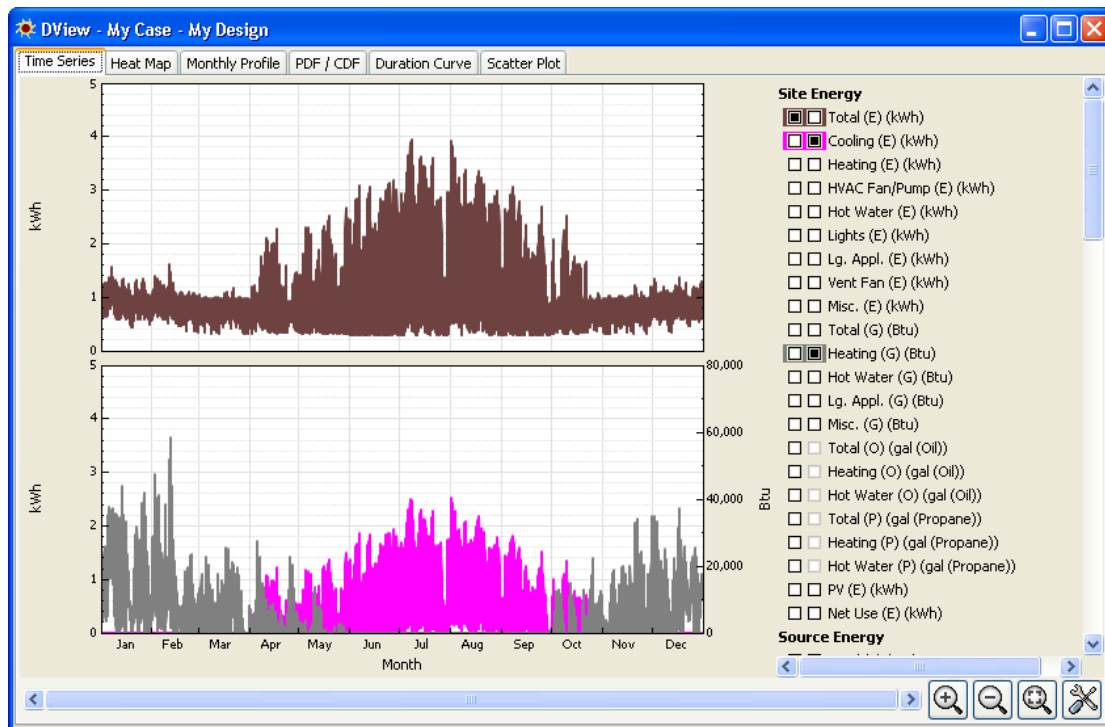 DView - My Case - My Design
Time Series Heat Map Monthly Profile PDF / CDF Duration Curve Scatter Plot
5
4
3
2
1
0
kWh
5
4
3
2
1
0
kWh
80,000
60,000
40,000
20,000
0
Btu
Jan Feb Mar Apr May Jun Jul Aug Sep Oct Nov Dec
Month
Site Energy
Total (E) (kWh)
Cooling (E) (kWh)
Heating (E) (kWh)
HVAC Fan/Pump (E) (kWh)
Hot Water (E) (kWh)
Lights (E) (kWh)
Lg. Appl. (E) (kWh)
Vent Fan (E) (kWh)
Misc. (E) (kWh)
Total (G) (Btu)
Heating (G) (Btu)
Hot Water (G) (Btu)
Lg. Appl. (G) (Btu)
Misc. (G) (Btu)
Total (O) (gal (Oil))
Heating (O) (gal (Oil))
Hot Water (O) (gal (Oil))
Total (P) (gal (Propane))
Heating (P) (gal (Propane))
Hot Water (P) (gal (Propane))
PV (E) (kWh)
Net Use (E) (kWh)
Source Energy